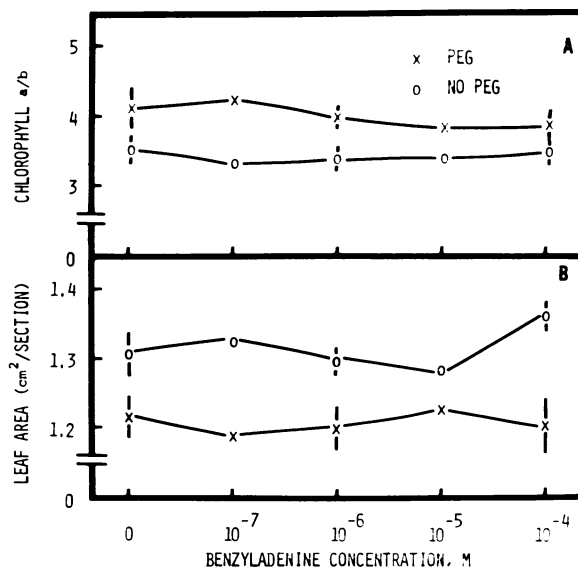 A
x PEG
o NO PEG
CHLOROPHYLL a/b
5
4
3
0
B
LEAF AREA (cm²/SECTION)
1.4
1.3
1.2
0
0 10⁻⁷ 10⁻⁶ 10⁻⁵ 10⁻⁴
BENZYLADENINE CONCENTRATION, M